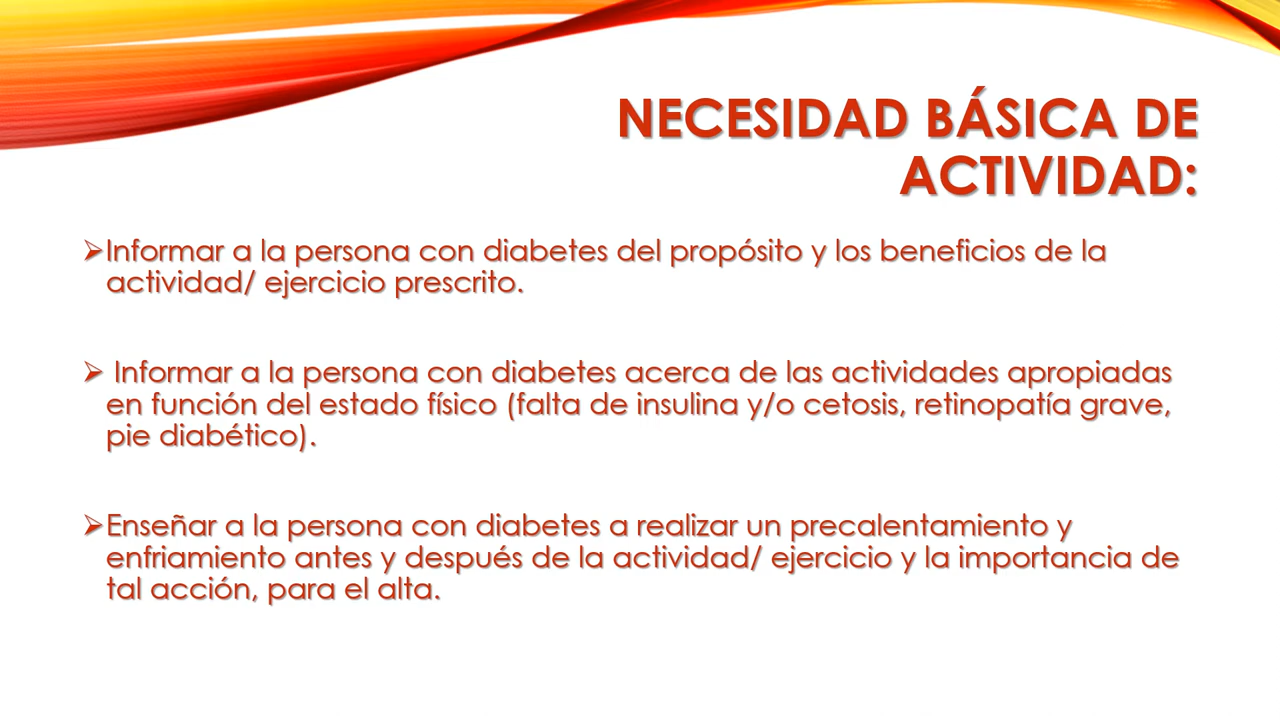 NECESIDAD BÁSICA DE
ACTIVIDAD:
➢Informar a la persona con diabetes del propósito y los beneficios de la
actividad/ ejercicio prescrito.
➢ Informar a la persona con diabetes acerca de las actividades apropiadas
en función del estado físico (falta de insulina y/o cetosis, retinopatía grave,
pie diabético).
➢Enseñar a la persona con diabetes a realizar un precalentamiento y
enfriamiento antes y después de la actividad/ ejercicio y la importancia de
tal acción, para el alta.